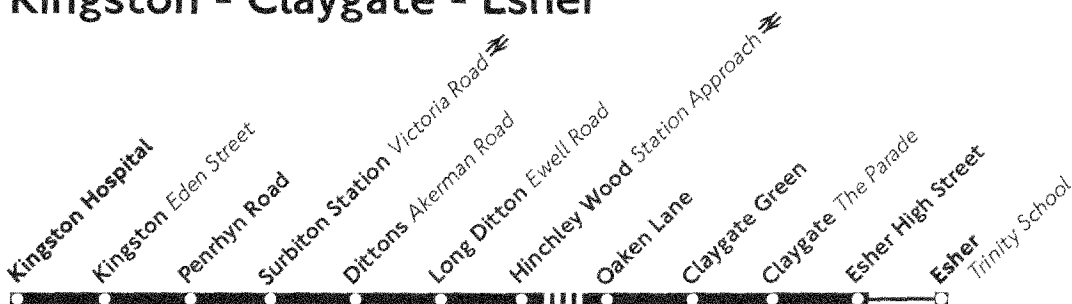 Kingston - Claygate - Esher
Kingston Hospital
Kingston Eden Street
Penrhyn Road
Surbiton Station Victoria Road
Dittons Akerman Road
Long Ditton Ewell Road
Hinchley Wood Station Approach
Oaken Lane
Claygate Green
Claygate The Parade
Esher High Street
Esher
Trinity School